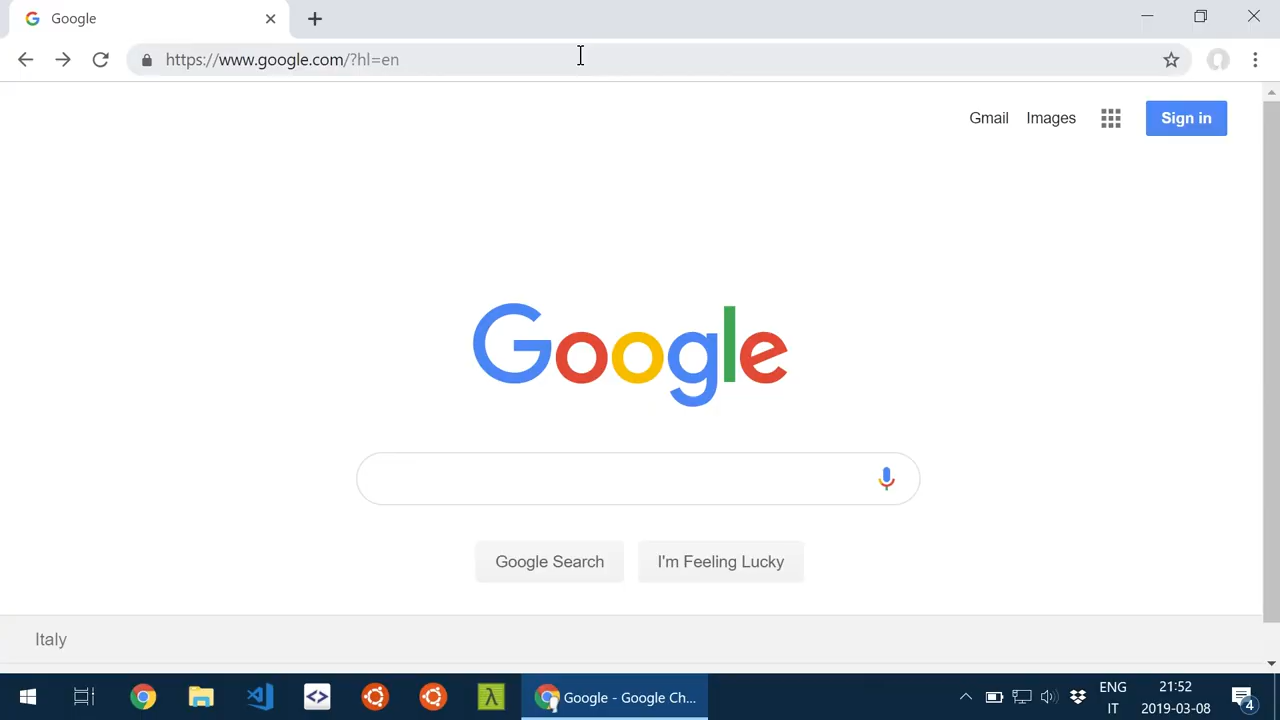 Google
https://www.google.com/?hl=en
Gmail Images Sign in
Google
Google Search I'm Feeling Lucky
Italy
Google - Google Ch...
ENG
IT
21:52
2019-03-08
4